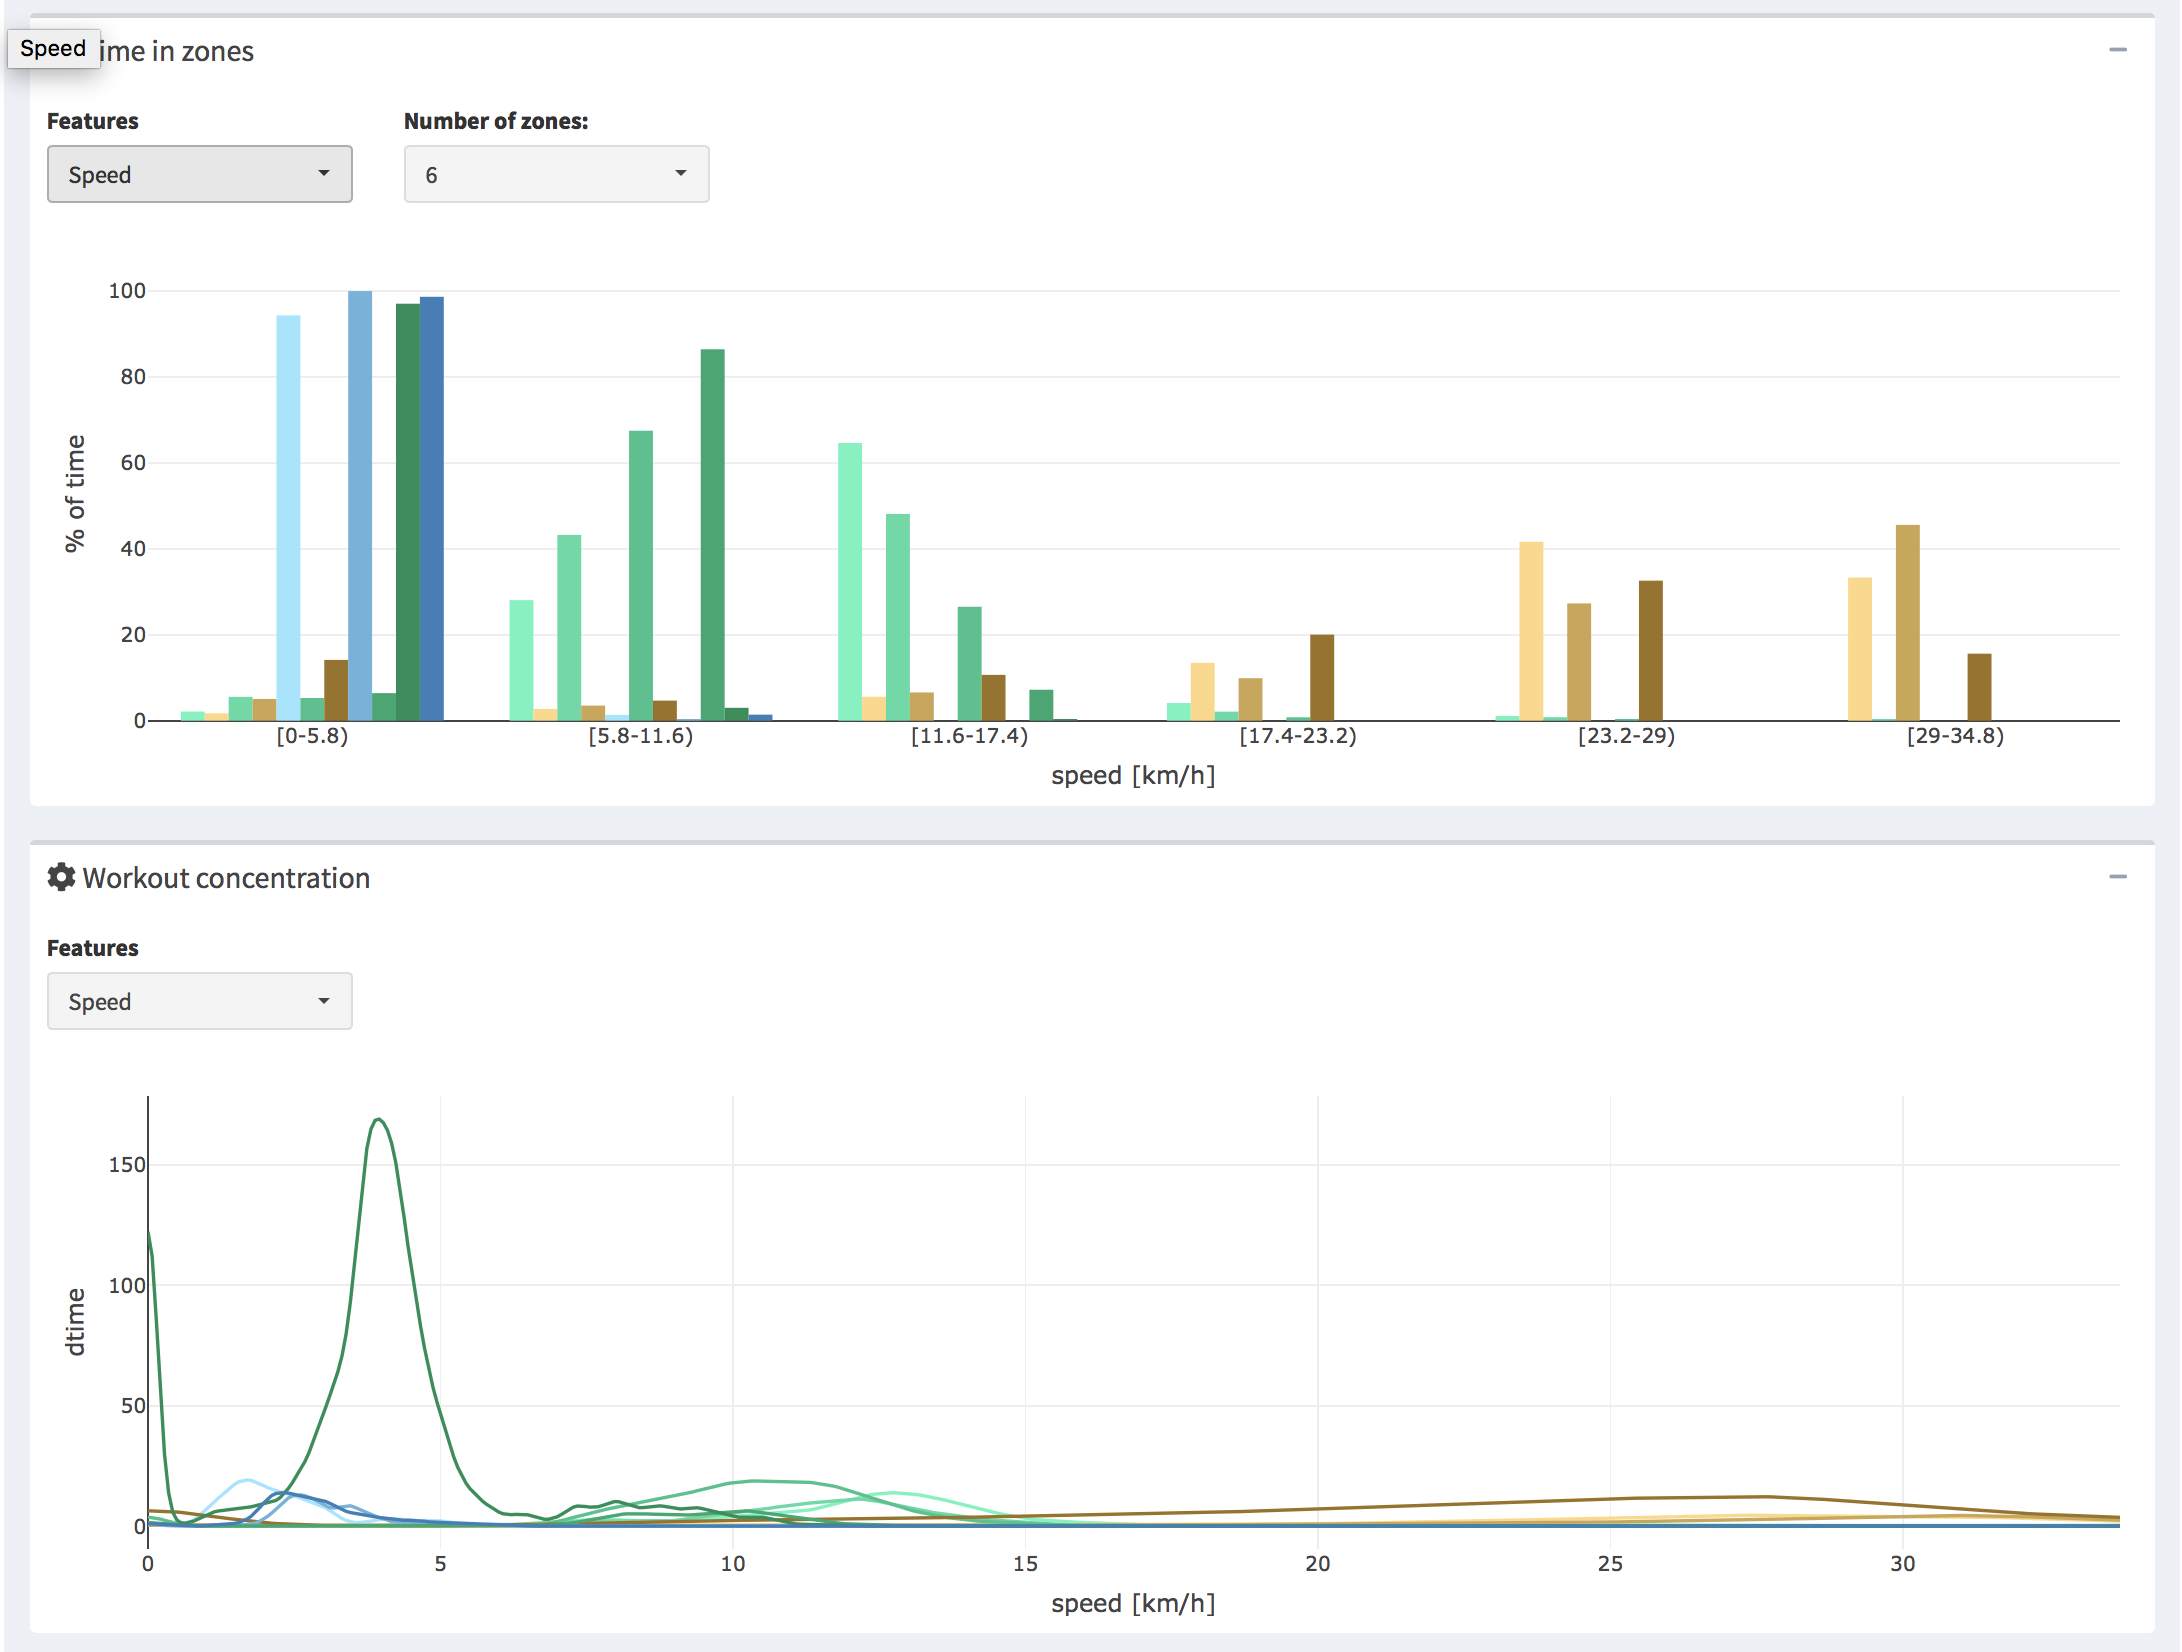 Speed
ime in zones
Features
Number of zones:
Speed
6
100
80
60
40
20
0
% of time
[0-5.8)
[5.8-11.6)
[11.6-17.4)
[17.4-23.2)
[23.2-29)
[29-34.8)
speed [km/h]
Workout concentration
Features
Speed
150
100
50
0
dtime
0
5
10
15
20
25
30
speed [km/h]